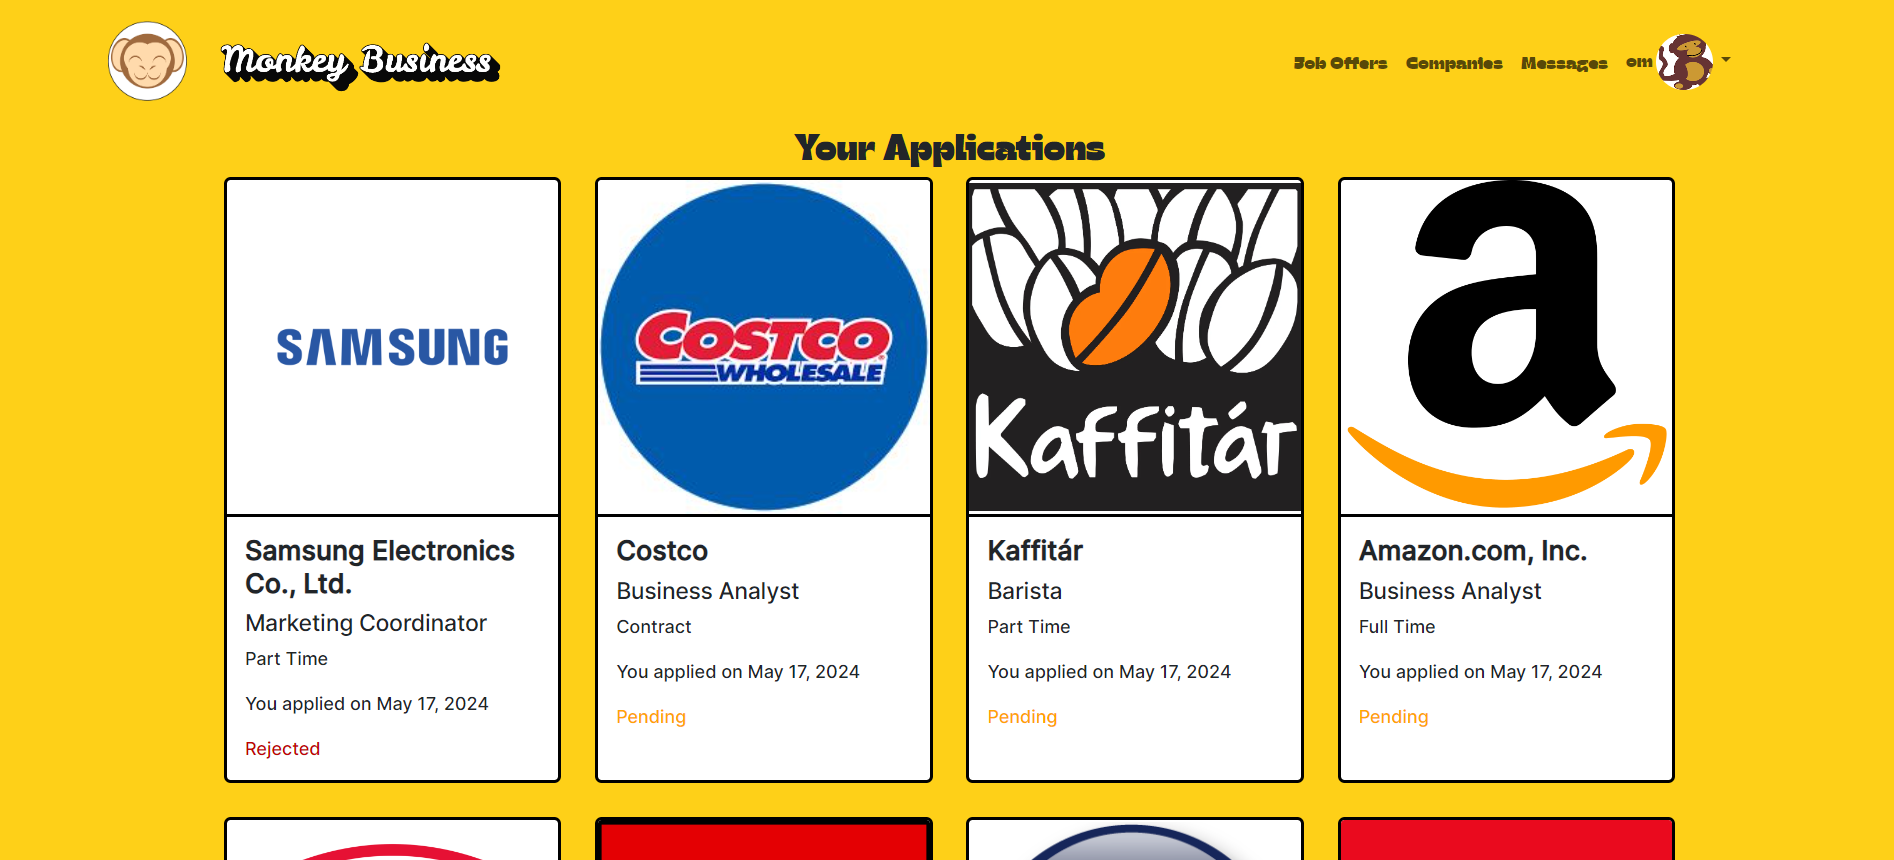 Monkey Business
Job Offers
Companies
Messages
om
Your Applications
SAMSUNG
COSTCO
WHOLESALE
Kaffitár
a
Samsung Electronics
Co., Ltd.
Marketing Coordinator
Part Time
You applied on May 17, 2024
Rejected
Costco
Business Analyst
Contract
You applied on May 17, 2024
Pending
Kaffitár
Barista
Part Time
You applied on May 17, 2024
Pending
Amazon.com, Inc.
Business Analyst
Full Time
You applied on May 17, 2024
Pending